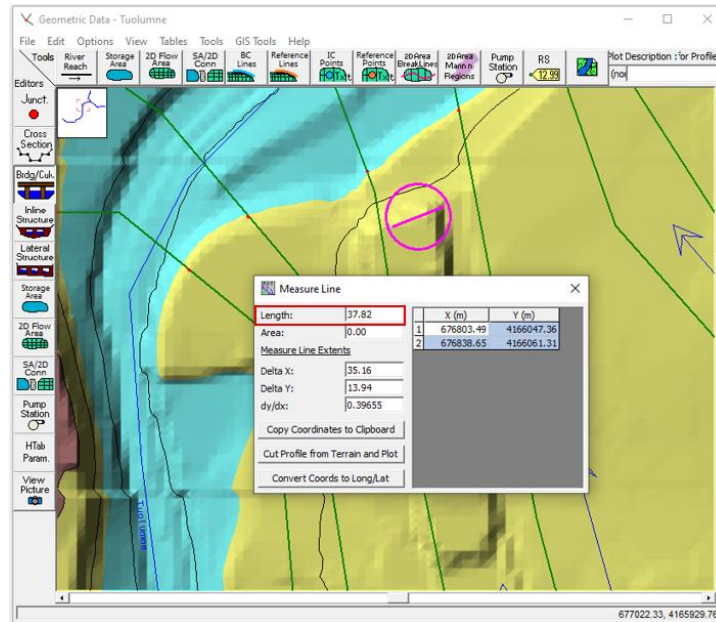 Geometric Data - Tuolumne
File Edit Options View Tables Tools GIS Tools Help
Tools
River
Reach
Storage
Area
2D Flow
Area
SA/2D
Conn
BC
Lines
Reference
Lines
IC
Points
Reference
Points
2D Area
BreakLines
2D Area
Mann n
Regions
Pump
Station
RS
12.99
Plot Description : for Profile
(no
Editors
Junct.
Cross
Section
Brdg/Culv
Inline
Structure
Lateral
Structure
Storage
Area
2D Flow
Area
SA/2D
Conn
Pump
Station
HTab
Param.
View
Picture
Tuolumne
Measure Line
Length: 37.82
Area: 0.00
Measure Line Extents
Delta X: 35.16
Delta Y: 13.94
dy/dx: 0.39655
Copy Coordinates to Clipboard
Cut Profile from Terrain and Plot
Convert Coords to Long/Lat
X (m) Y (m)
1 676803.49 4166047.36
2 676838.65 4166061.31
677022.33, 4165929.76